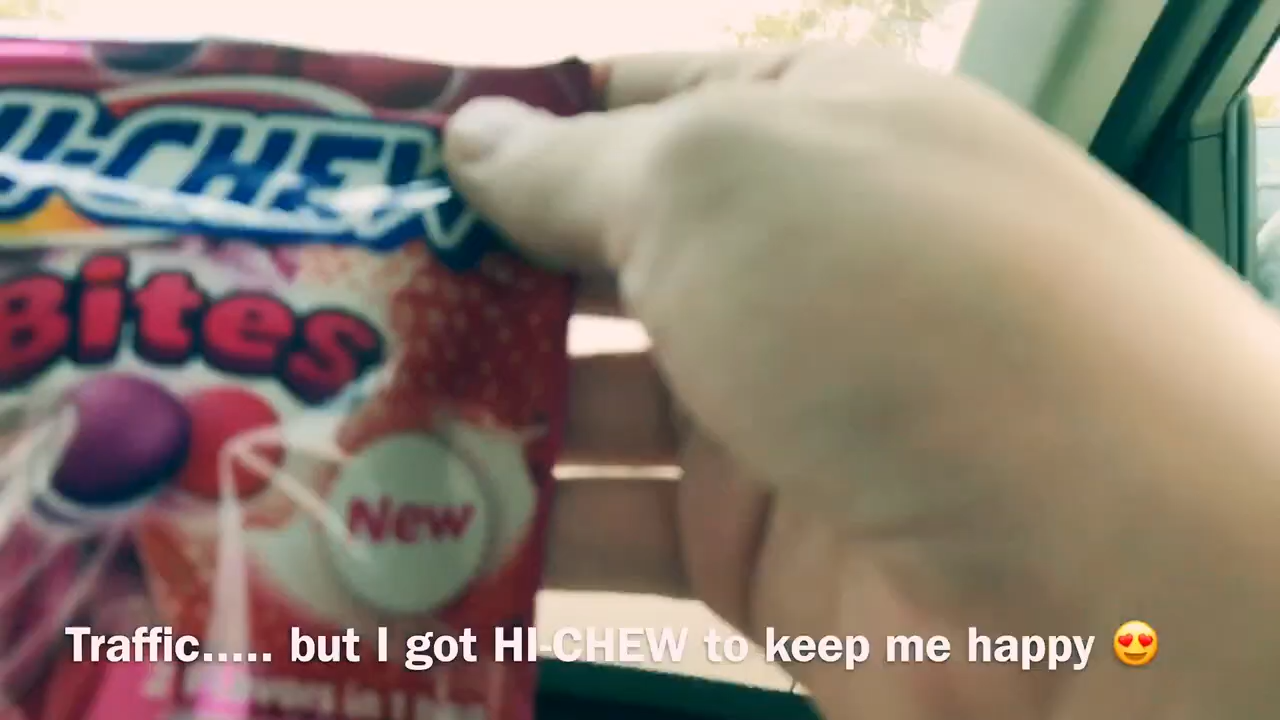 HI-CHEW
Bites
New
Traffic..... but I got HI-CHEW to keep me happy 😍